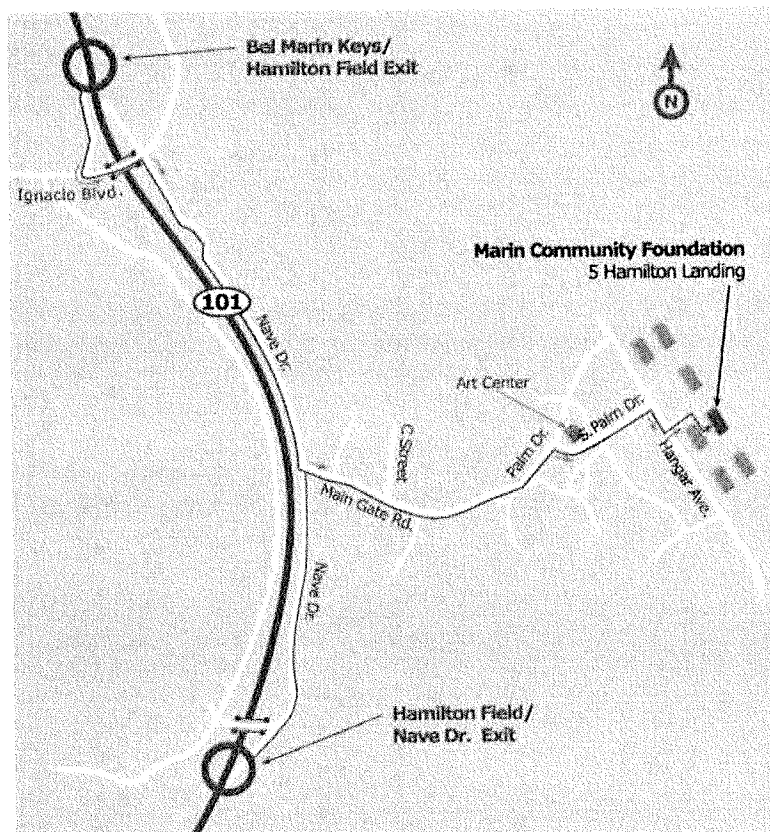 Bel Marin Keys/
Hamilton Field Exit
N
Ignacio Blvd.
Marin Community Foundation
5 Hamilton Landing
101
Nave Dr.
Art Center
S. Palm Dr.
Palm Dr.
C Street
Hangar Ave.
Main Gate Rd.
Nave Dr.
Hamilton Field/
Nave Dr. Exit